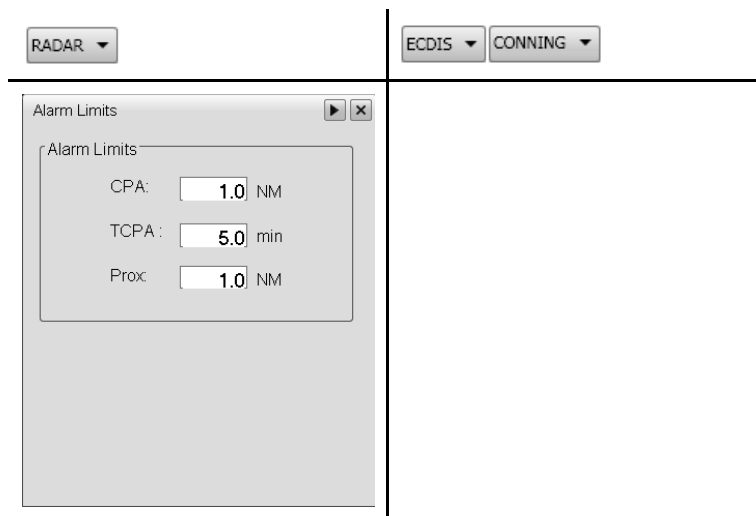 RADAR
ECDIS CONNING
Alarm Limits
Alarm Limits
CPA: 1.0 NM
TCPA : 5.0 min
Prox: 1.0 NM